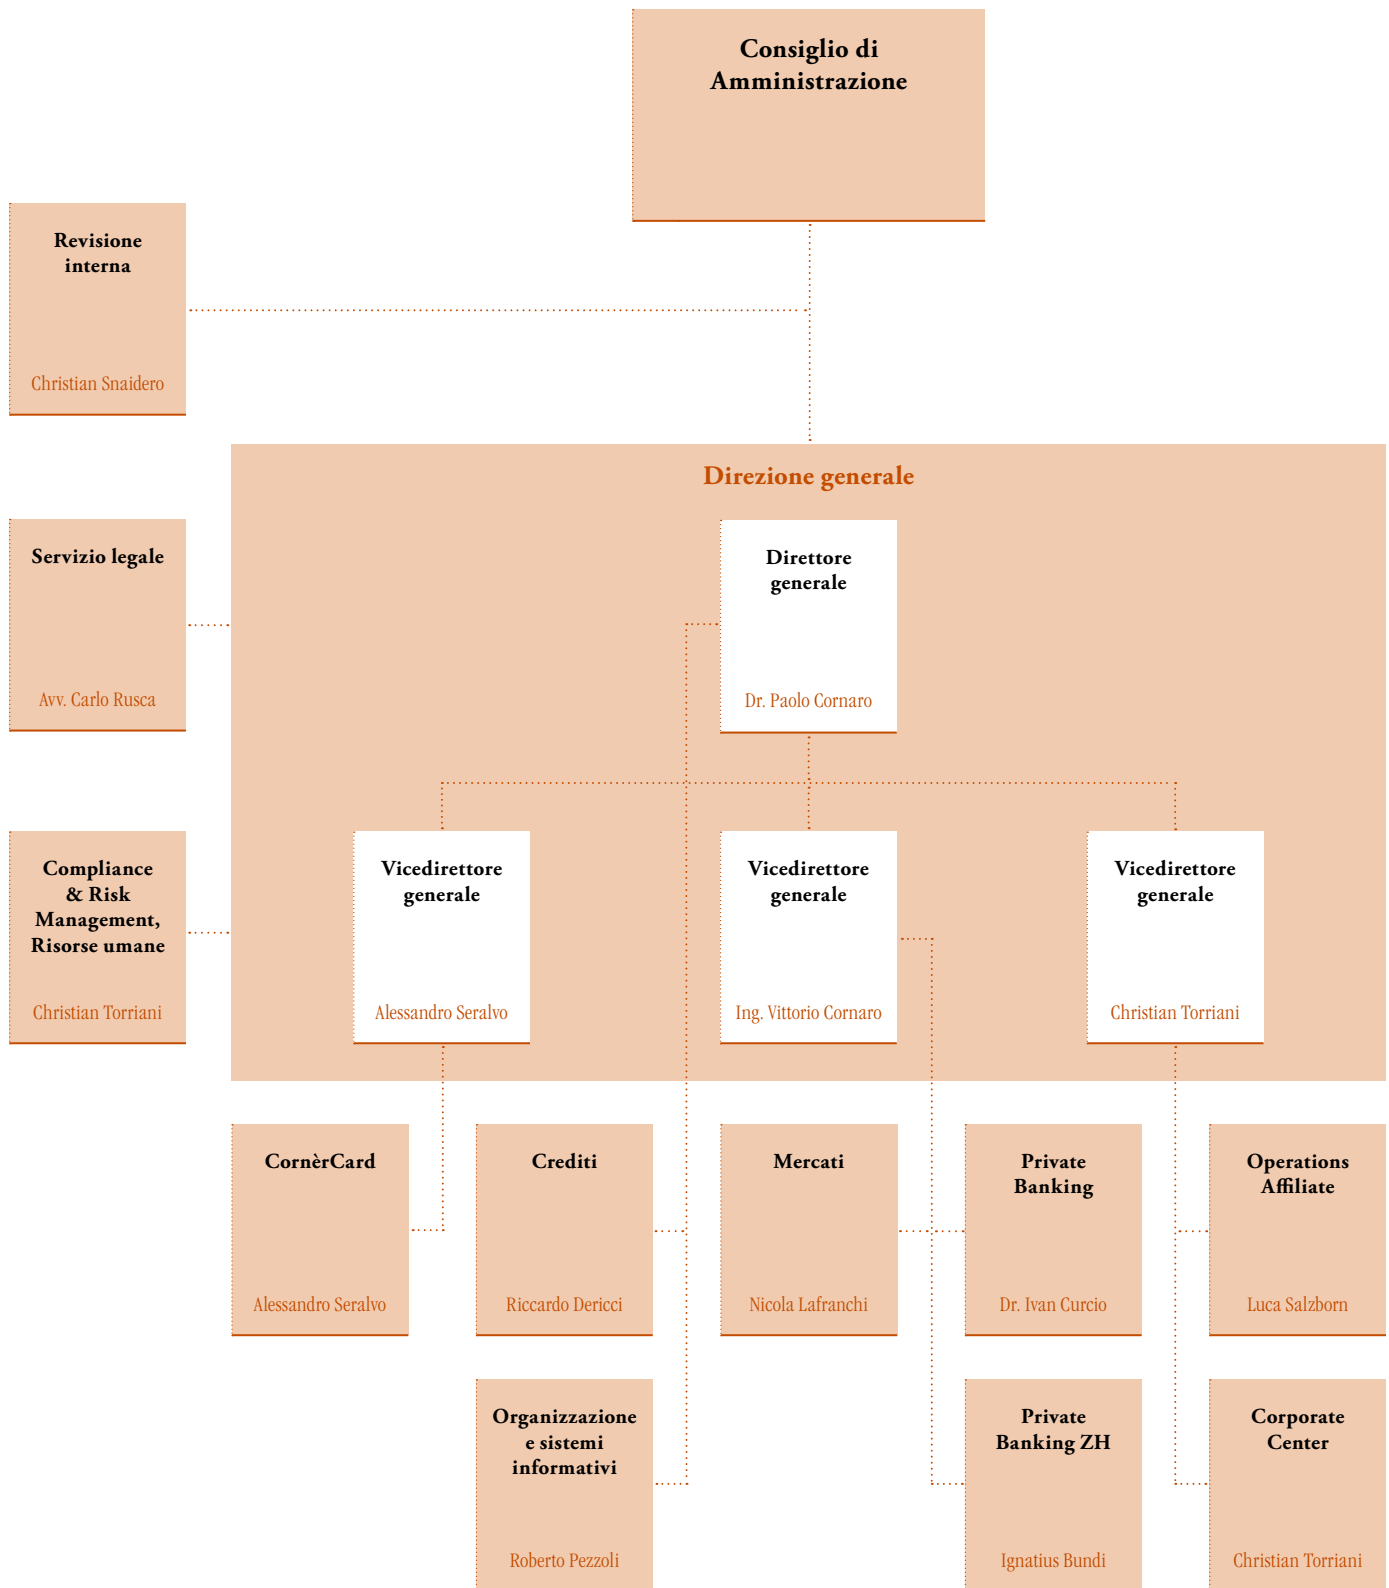 Consiglio di
Amministrazione
Revisione
interna
Christian Snaidero
Direzione generale
Servizio legale
Avv. Carlo Rusca
Direttore
generale
Dr. Paolo Cornaro
Compliance
& Risk
Management,
Risorse umane
Christian Torriani
Vicedirettore
generale
Alessandro Seralvo
Vicedirettore
generale
Ing. Vittorio Cornaro
Vicedirettore
generale
Christian Torriani
CornèrCard
Alessandro Seralvo
Crediti
Riccardo Dericci
Mercati
Nicola Lafranchi
Private
Banking
Dr. Ivan Curcio
Operations
Affiliate
Luca Salzborn
Organizzazione
e sistemi
informativi
Roberto Pezzoli
Private
Banking ZH
Ignatius Bundi
Corporate
Center
Christian Torriani